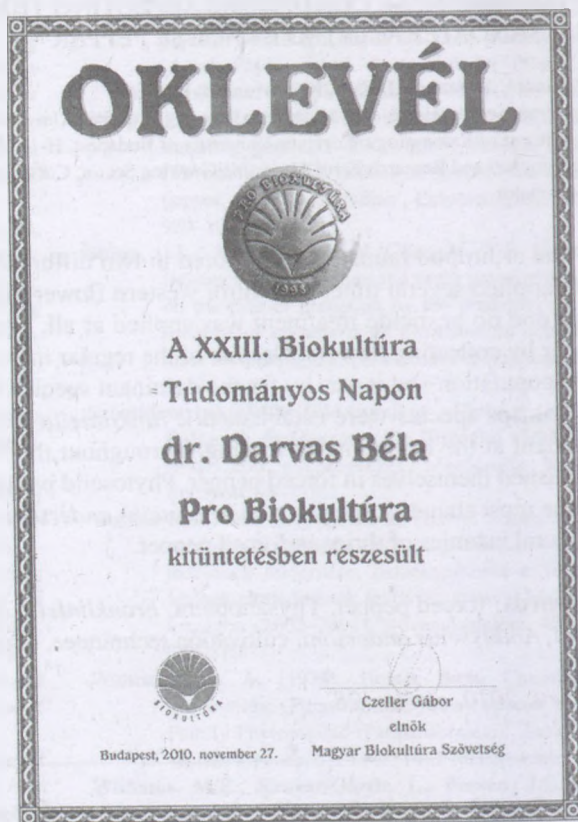 OKLEVÉL
PRO BIOKULTÚRA
A XXIII. Biokultúra
Tudományos Napon
dr. Darvas Béla
Pro Biokultúra
kitüntetésben részesült
BIOKULTÚRA
Czeller Gábor
elnök
Budapest, 2010. november 27.
Magyar Biokultúra Szövetség